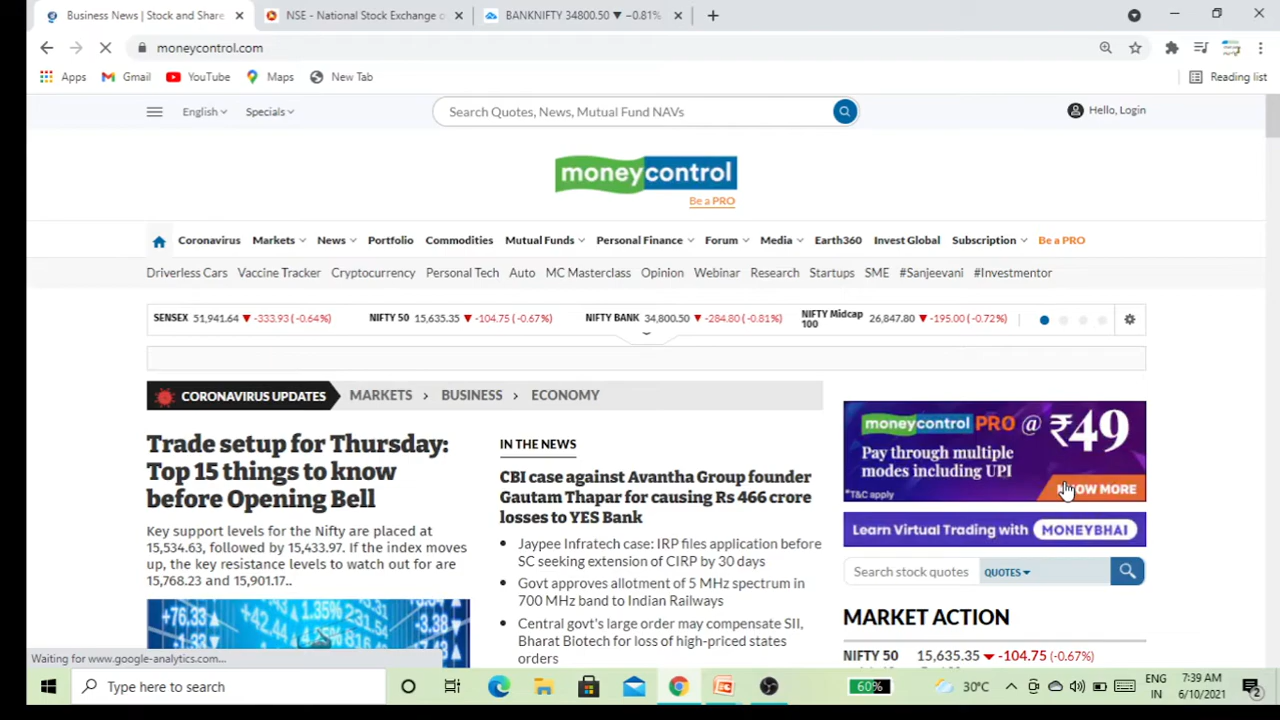 Business News | Stock and Share
NSE - National Stock Exchange o
BANKNIFTY 34800.50 ▼ −0.81%
moneycontrol.com
Apps
Gmail
YouTube
Maps
New Tab
Reading list
English
Specials
Search Quotes, News, Mutual Fund NAVs
Hello, Login
moneycontrol
Be a PRO
Coronavirus
Markets
News
Portfolio
Commodities
Mutual Funds
Personal Finance
Forum
Media
Earth360
Invest Global
Subscription
Be a PRO
Driverless Cars
Vaccine Tracker
Cryptocurrency
Personal Tech
Auto
MC Masterclass
Opinion
Webinar
Research
Startups
SME
#Sanjeevani
#Investmentor
SENSEX 51,941.64 ▼ -333.93 (-0.64%)
NIFTY 50 15,635.35 ▼ -104.75 (-0.67%)
NIFTY BANK 34,800.50 ▼ -284.80 (-0.81%)
NIFTY Midcap 100 26,847.80 ▼ -195.00 (-0.72%)
CORONAVIRUS UPDATES
MARKETS
BUSINESS
ECONOMY
Trade setup for Thursday:
Top 15 things to know
before Opening Bell
Key support levels for the Nifty are placed at
15,534.63, followed by 15,433.97. If the index moves
up, the key resistance levels to watch out for are
15,768.23 and 15,901.17..
+76.33
+42.44
1.35%
231.54
-3.38
IN THE NEWS
CBI case against Avantha Group founder
Gautam Thapar for causing Rs 466 crore
losses to YES Bank
Jaypee Infratech case: IRP files application before
SC seeking extension of CIRP by 30 days
Govt approves allotment of 5 MHz spectrum in
700 MHz band to Indian Railways
Central govt's large order may compensate SII,
Bharat Biotech for loss of high-priced states
orders
moneycontrol PRO @ ₹49
Pay through multiple
modes including UPI
*T&C apply
KNOW MORE
Learn Virtual Trading with MONEYBHAI
Search stock quotes
QUOTES
MARKET ACTION
NIFTY 50 15,635.35 ▼ -104.75 (-0.67%)
Waiting for www.google-analytics.com...
Type here to search
60%
30°C
ENG
IN
7:39 AM
6/10/2021
2